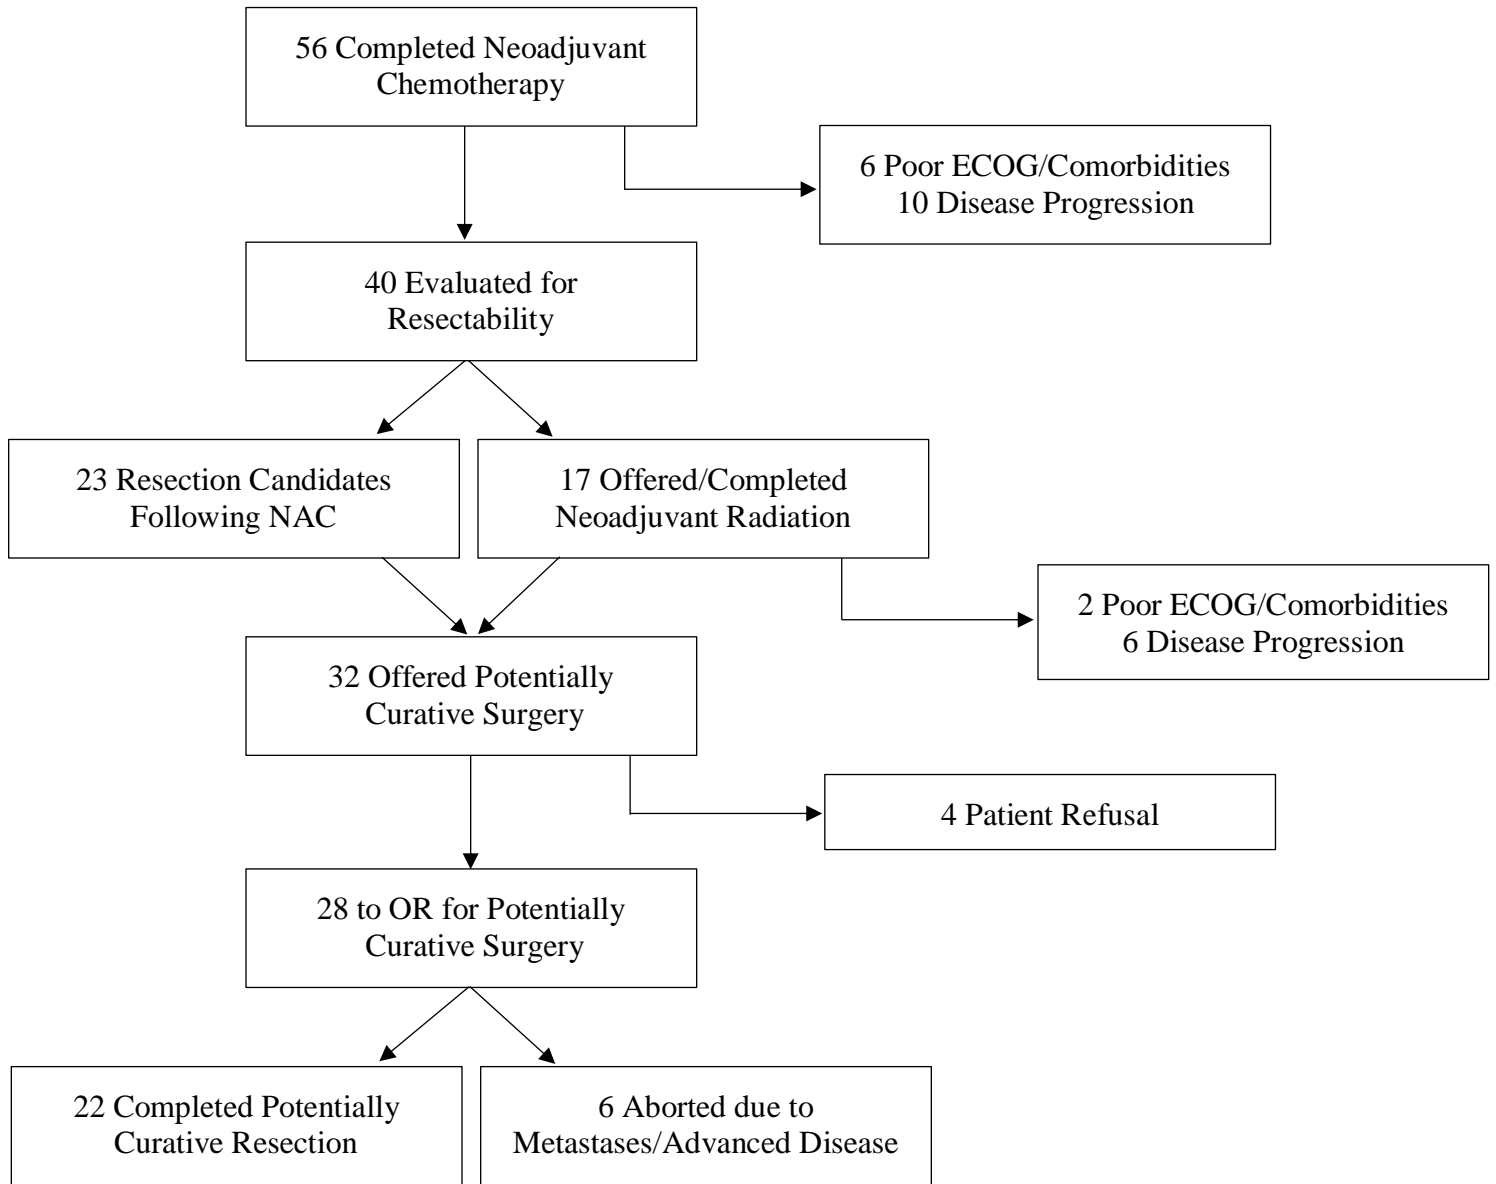 56 Completed Neoadjuvant
Chemotherapy
6 Poor ECOG/Comorbidities
10 Disease Progression
40 Evaluated for
Resectability
23 Resection Candidates
Following NAC
17 Offered/Completed
Neoadjuvant Radiation
2 Poor ECOG/Comorbidities
6 Disease Progression
32 Offered Potentially
Curative Surgery
4 Patient Refusal
28 to OR for Potentially
Curative Surgery
22 Completed Potentially
Curative Resection
6 Aborted due to
Metastases/Advanced Disease